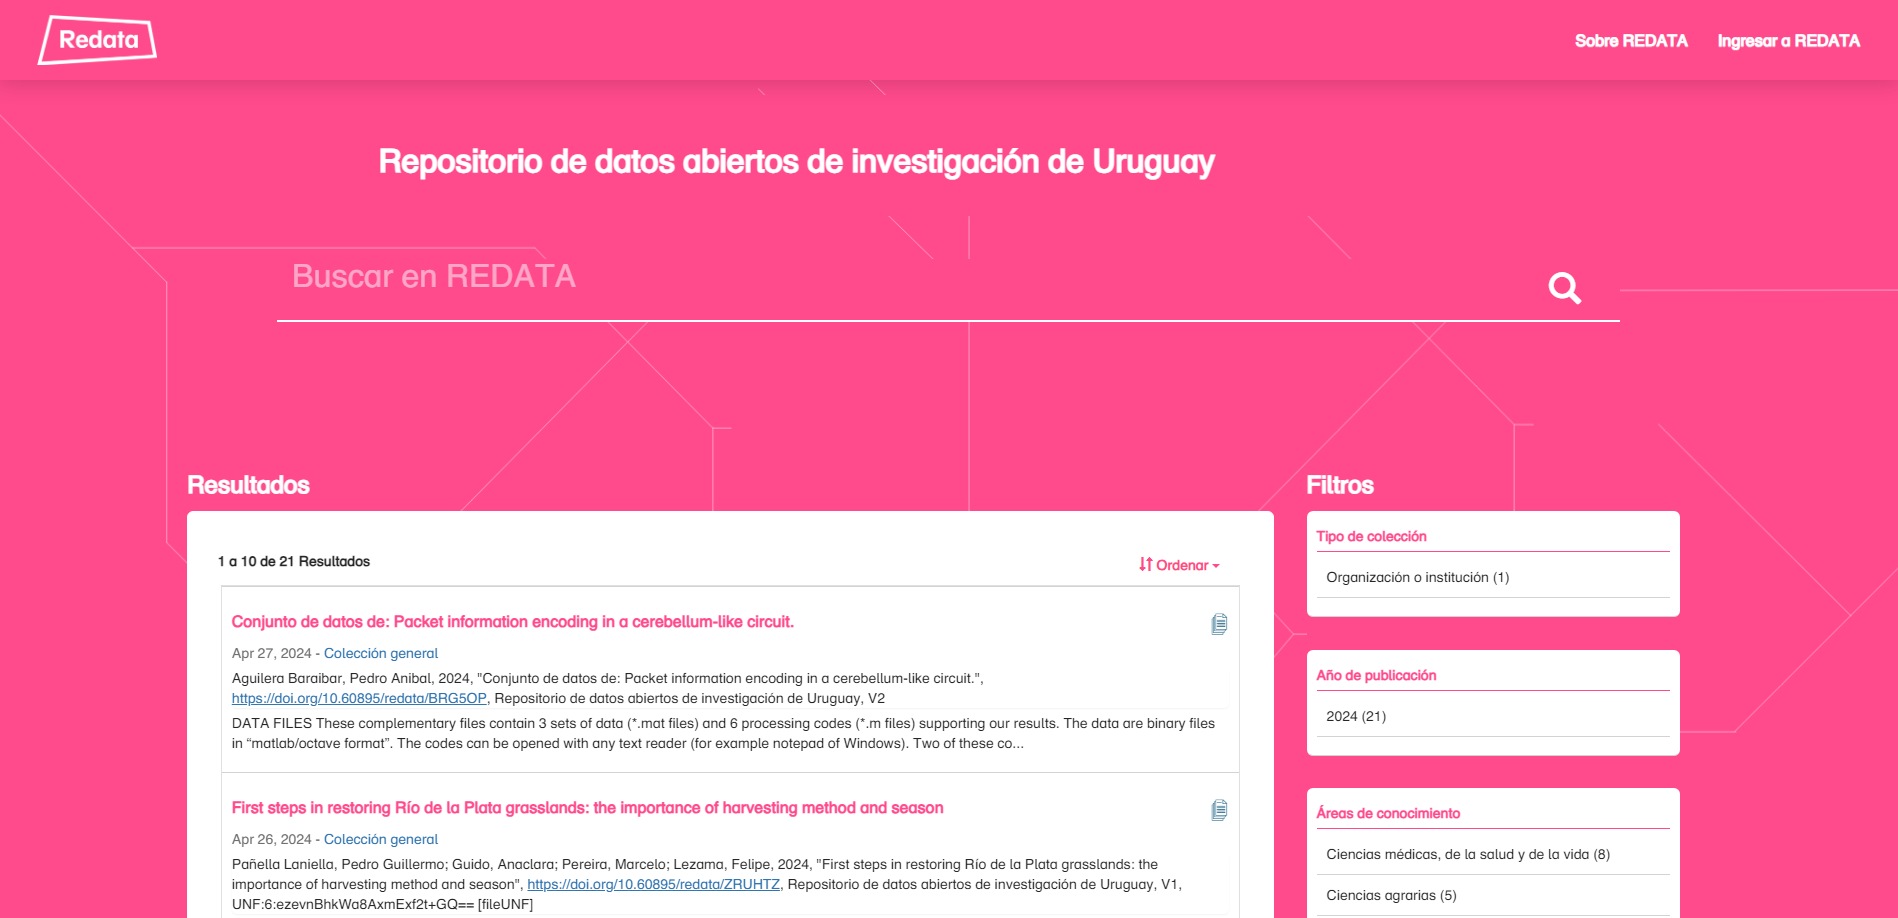 Redata
Sobre REDATA
Ingresar a REDATA
Repositorio de datos abiertos de investigación de Uruguay
Buscar en REDATA
Resultados
1 a 10 de 21 Resultados
Ordenar
Conjunto de datos de: Packet information encoding in a cerebellum-like circuit.
Apr 27, 2024 - Colección general
Aguilera Baraibar, Pedro Anibal, 2024, "Conjunto de datos de: Packet information encoding in a cerebellum-like circuit.",
https://doi.org/10.60895/redata/BRG5OP, Repositorio de datos abiertos de investigación de Uruguay, V2
DATA FILES These complementary files contain 3 sets of data (*.mat files) and 6 processing codes (*.m files) supporting our results. The data are binary files
in “matlab/octave format”. The codes can be opened with any text reader (for example notepad of Windows). Two of these co...
First steps in restoring Río de la Plata grasslands: the importance of harvesting method and season
Apr 26, 2024 - Colección general
Pañella Laniella, Pedro Guillermo; Guido, Anaclara; Pereira, Marcelo; Lezama, Felipe, 2024, "First steps in restoring Río de la Plata grasslands: the
importance of harvesting method and season", https://doi.org/10.60895/redata/ZRUHTZ, Repositorio de datos abiertos de investigación de Uruguay, V1,
UNF:6:ezevnBhkWa8AxmExf2t+GQ== [fileUNF]
Filtros
Tipo de colección
Organización o institución (1)
Año de publicación
2024 (21)
Áreas de conocimiento
Ciencias médicas, de la salud y de la vida (8)
Ciencias agrarias (5)